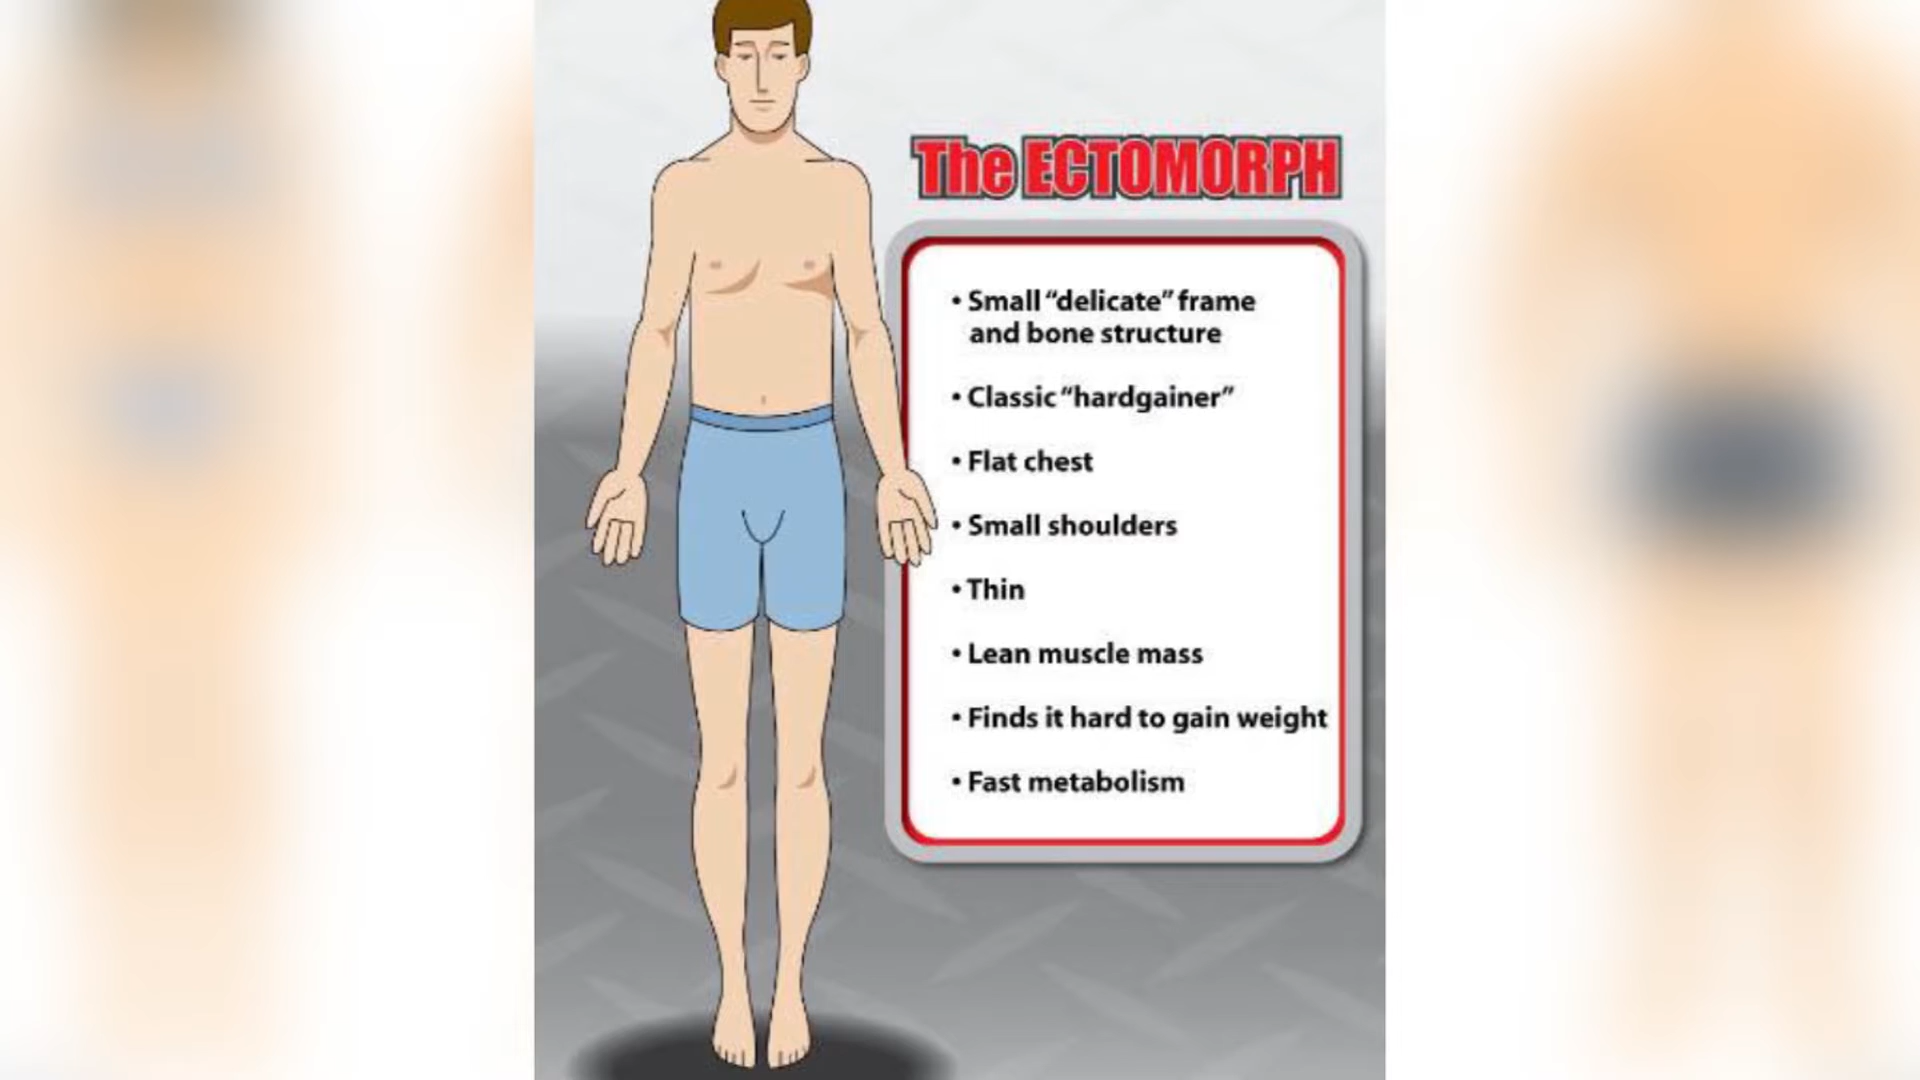 The ECTOMORPH
• Small “delicate” frame
and bone structure
• Classic “hardgainer”
• Flat chest
• Small shoulders
• Thin
• Lean muscle mass
• Finds it hard to gain weight
• Fast metabolism